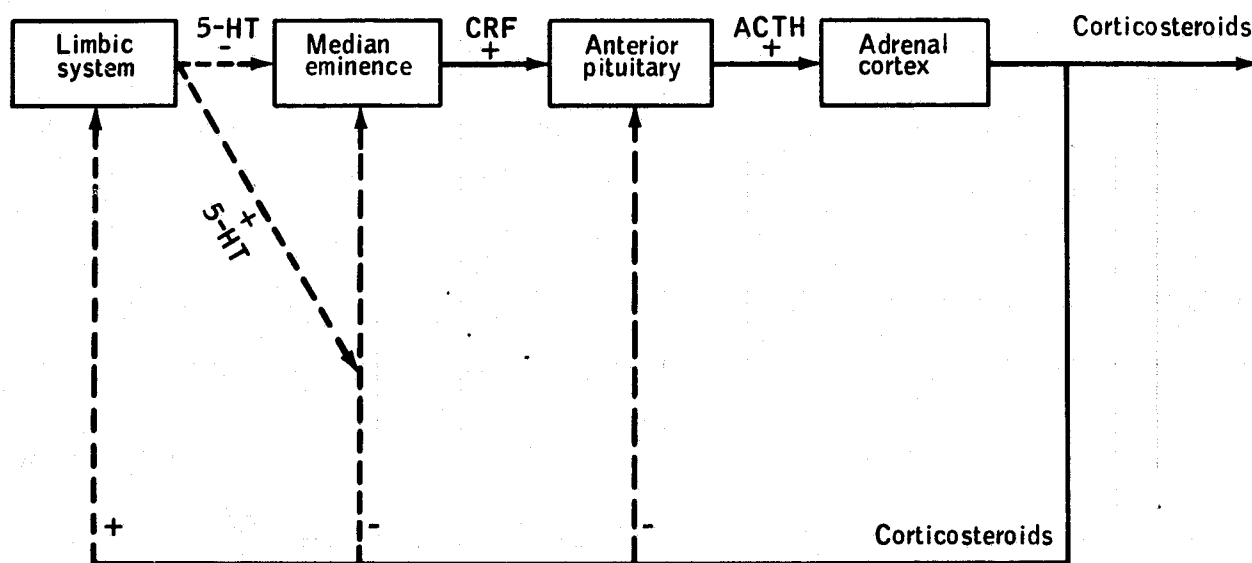 Limbic
system
5-HT
-
Median
eminence
CRF
+
Anterior
pituitary
ACTH
+
Adrenal
cortex
Corticosteroids
+
5-HT
+
-
-
Corticosteroids